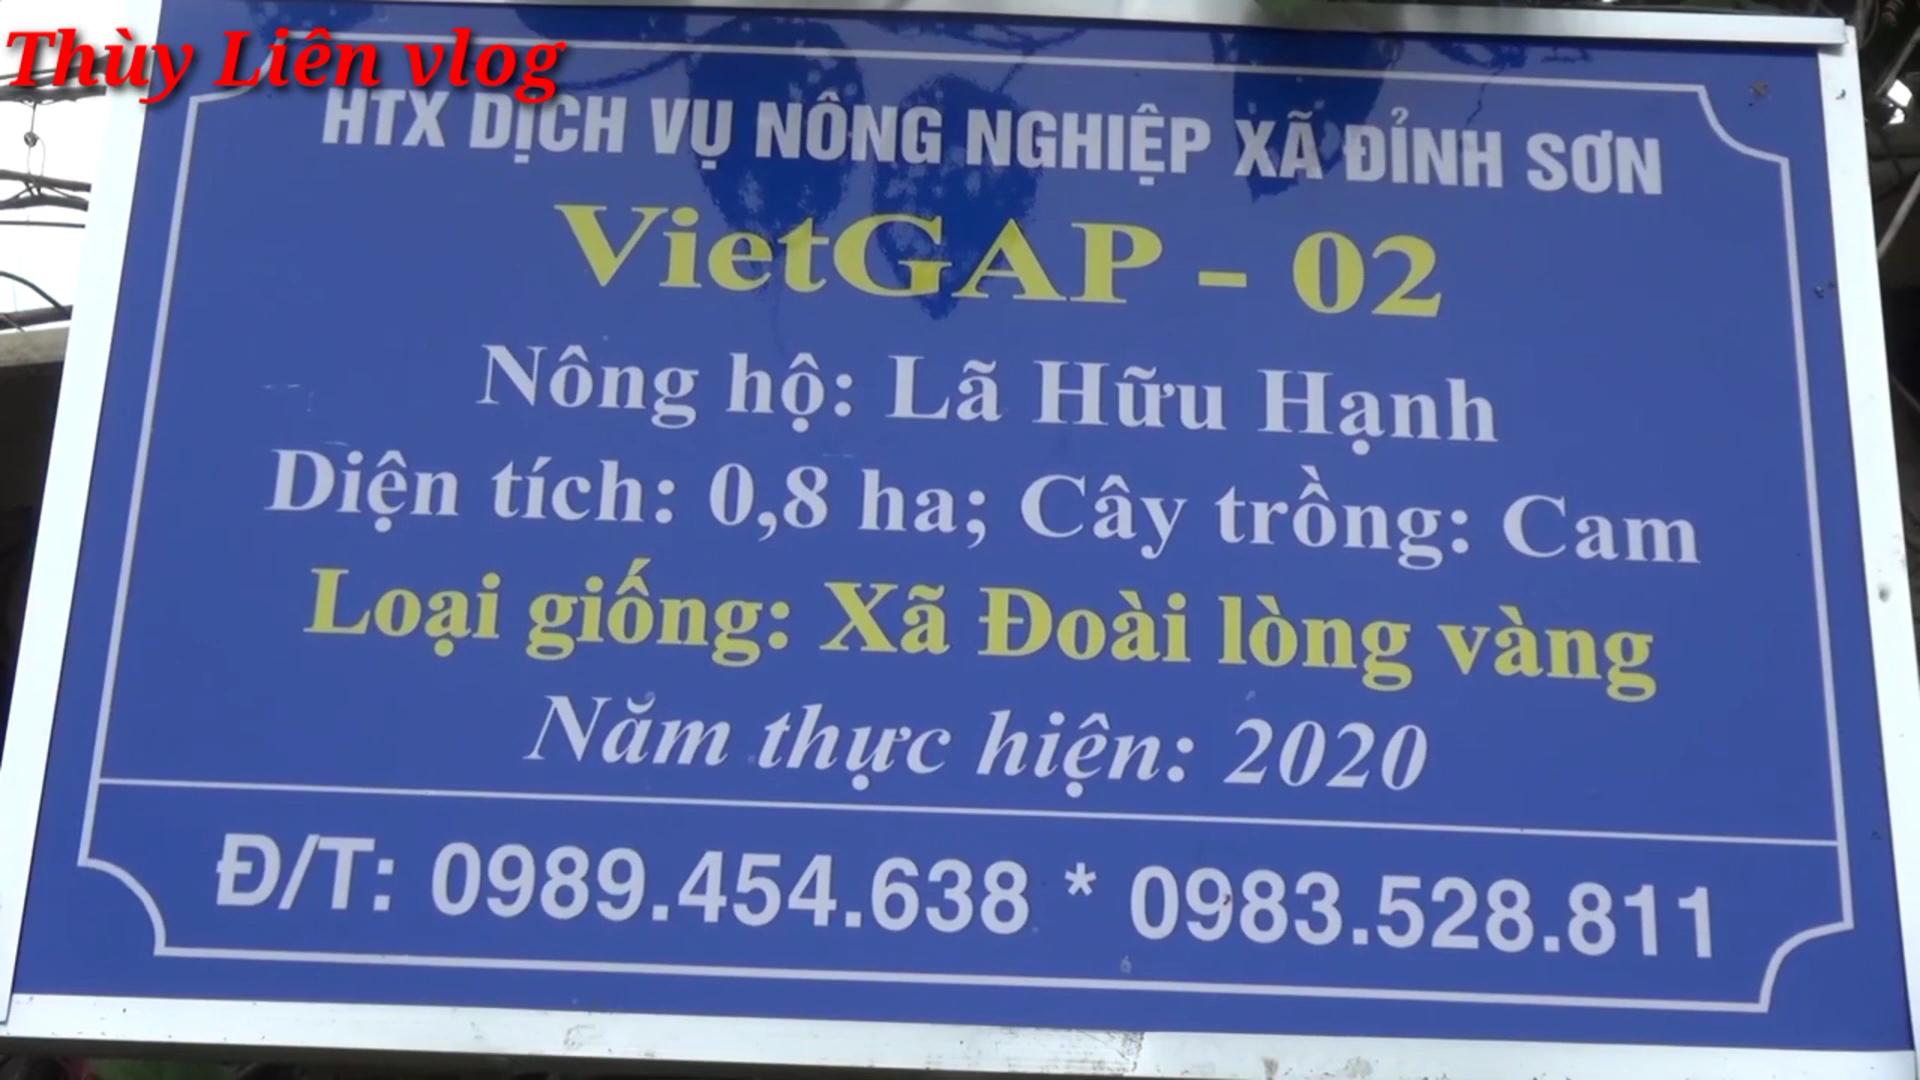 Thùy Liên vlog
HTX DỊCH VỤ NÔNG NGHIỆP XÃ ĐỈNH SƠN
VietGAP - 02
Nông hộ: Lã Hữu Hạnh
Diện tích: 0,8 ha; Cây trồng: Cam
Loại giống: Xã Đoài lòng vàng
Năm thực hiện: 2020
Đ/T: 0989.454.638 * 0983.528.811